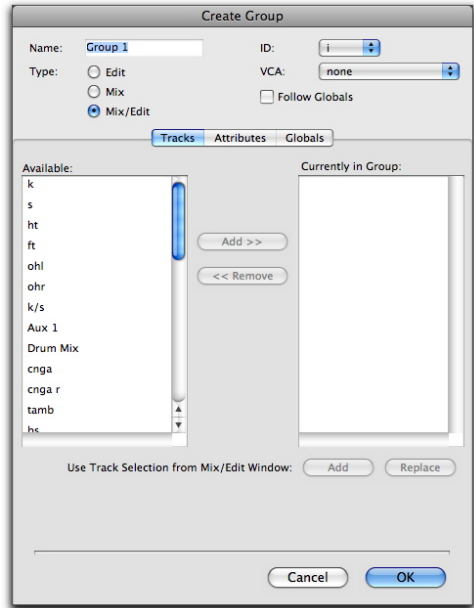 Create Group
Name: Group 1 ID: i
Type: Edit VCA: none
Mix Follow Globals
Mix/Edit
Tracks Attributes Globals
Available: Currently in Group:
k
s
ht
ft
Add >>
ohl
ohr
<< Remove
k/s
Aux 1
Drum Mix
cnga
cnga r
tamb
Use Track Selection from Mix/Edit Window: Add Replace
Cancel OK